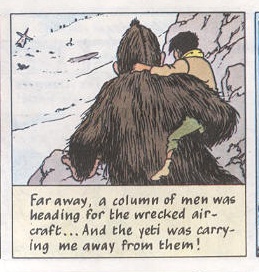 Far away, a column of men was
heading for the wrecked air-
craft... And the yeti was carry-
ing me away from them!